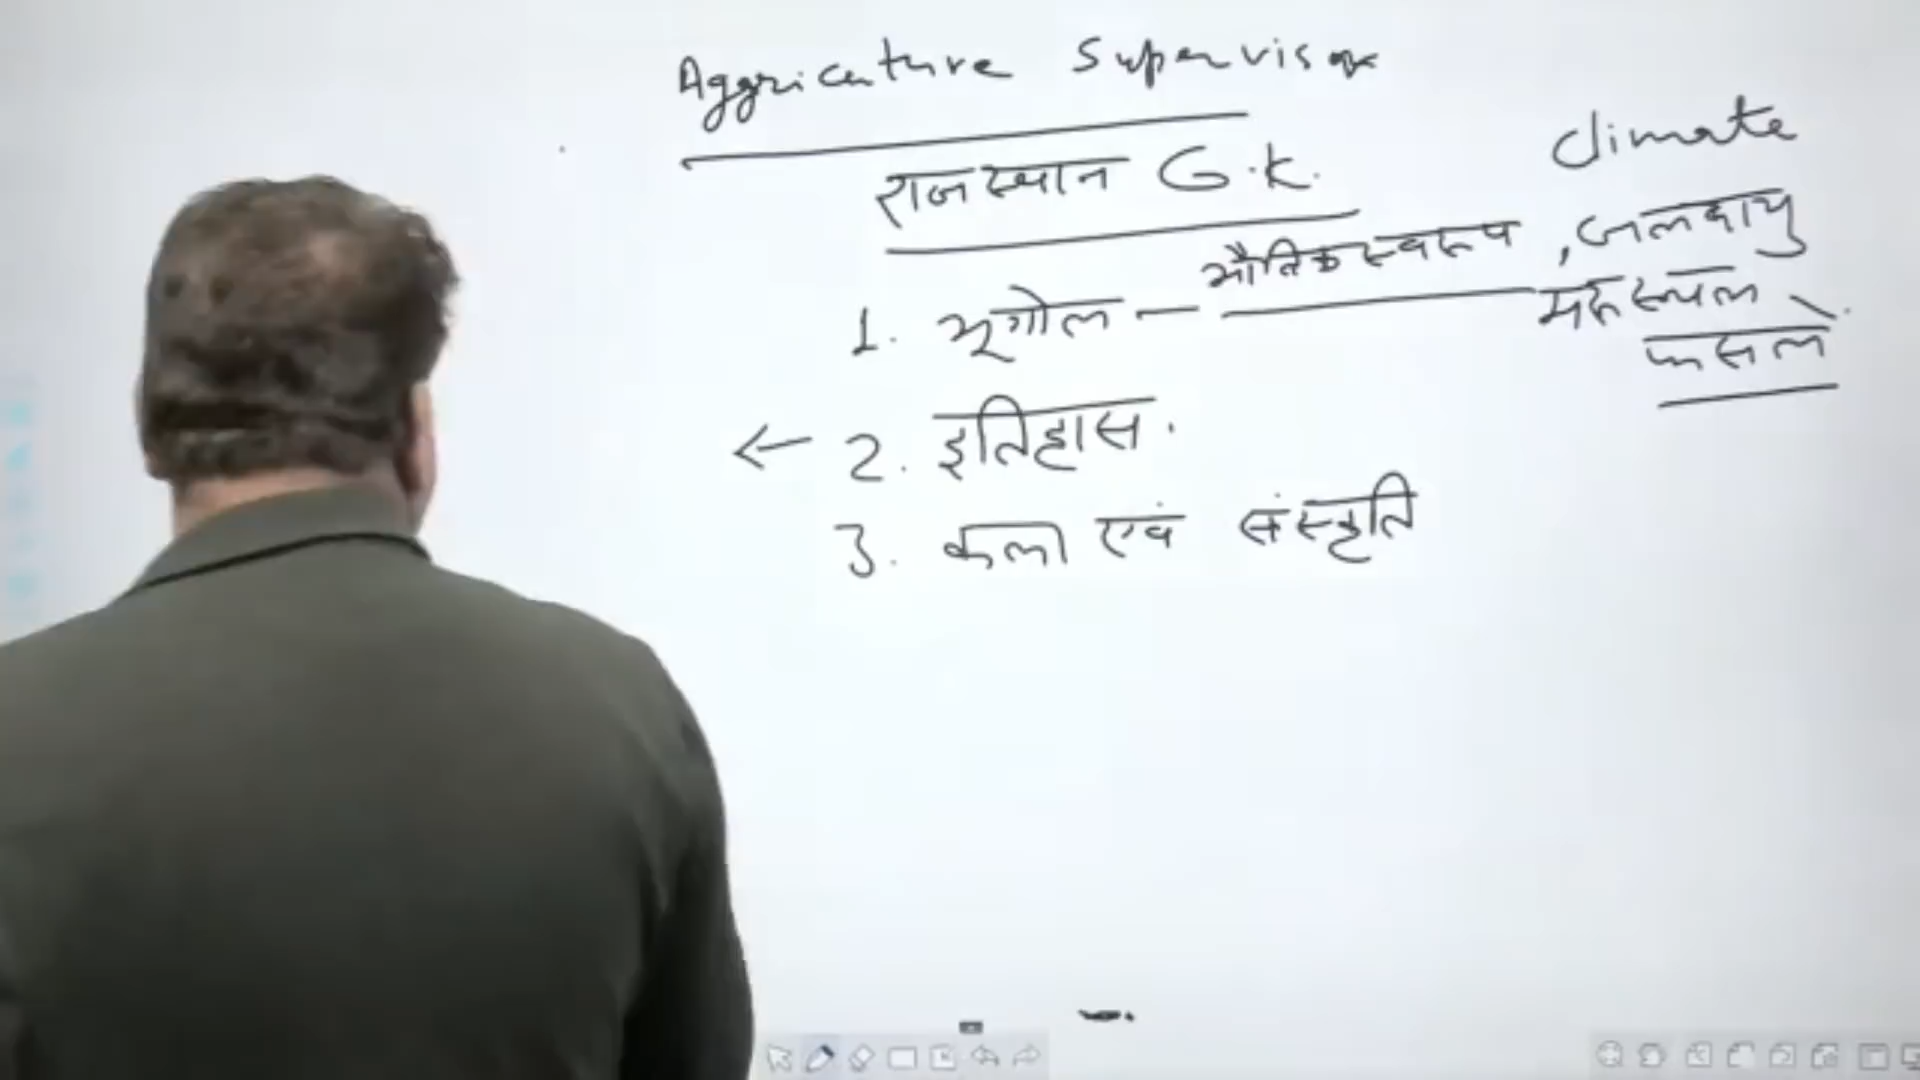 Aggriculture Supervisor
राजस्थान G.K.
Climate
1. भूगोल — भौतिक स्वरूप , जलवायु
मरुस्थल
फसलें
← 2. इतिहास.
3. कला एवं संस्कृति